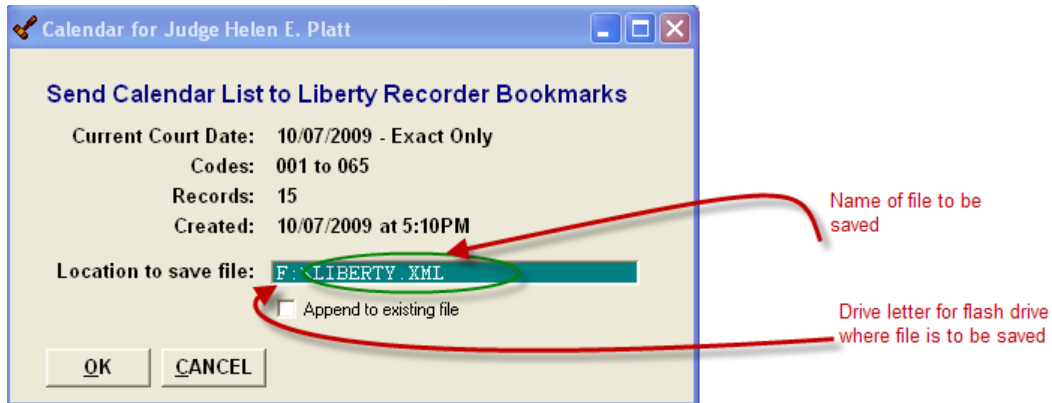 Calendar for Judge Helen E. Platt
Send Calendar List to Liberty Recorder Bookmarks
Current Court Date: 10/07/2009 - Exact Only
Codes: 001 to 065
Records: 15
Created: 10/07/2009 at 5:10PM
Location to save file: F:\LIBERTY.XML
Append to existing file
OK CANCEL
Name of file to be
saved
Drive letter for flash drive
where file is to be saved